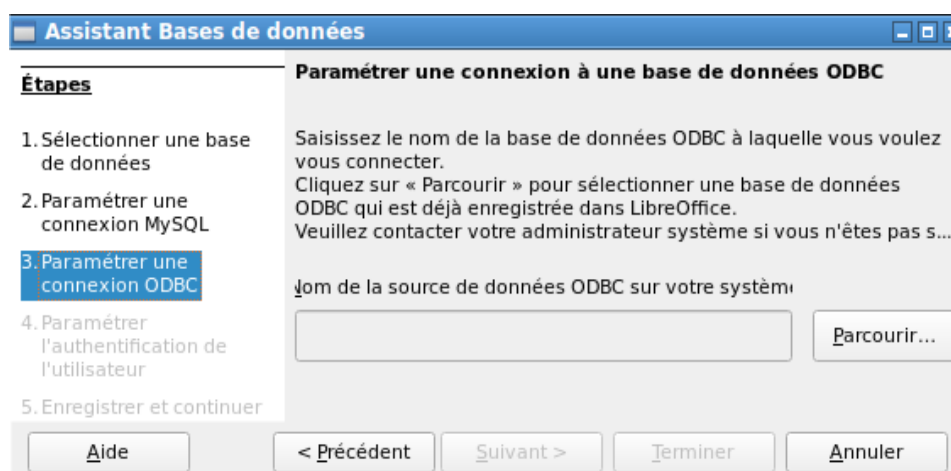 Assistant Bases de données
Étapes
1. Sélectionner une base
de données
2. Paramétrer une
connexion MySQL
3. Paramétrer une
connexion ODBC
4. Paramétrer
l'authentification de
l'utilisateur
5. Enregistrer et continuer
Paramétrer une connexion à une base de données ODBC
Saisissez le nom de la base de données ODBC à laquelle vous voulez
vous connecter.
Cliquez sur « Parcourir » pour sélectionner une base de données
ODBC qui est déjà enregistrée dans LibreOffice.
Veuillez contacter votre administrateur système si vous n'êtes pas s...
Nom de la source de données ODBC sur votre système
Parcourir...
Aide
< Précédent
Suivant >
Terminer
Annuler